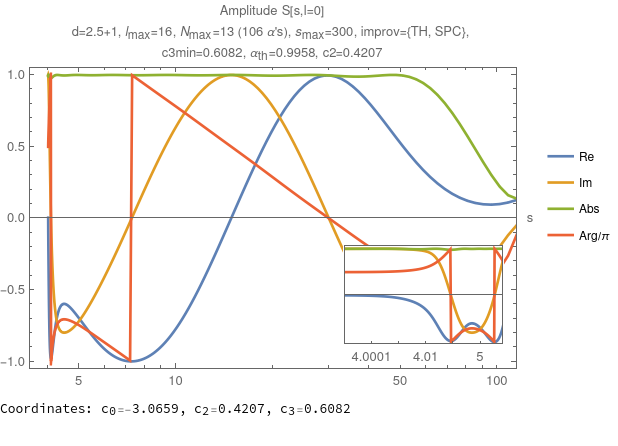 Amplitude S[s,l=0]
d=2.5+1, lmax=16, Nmax=13 (106 α's), smax=300, improv={TH, SPC},
c3min=0.6082, αth=0.9958, c2=0.4207
1.0
0.5
0.0
−0.5
−1.0
5
10
50
100
s
4.0001
4.01
5
Re
Im
Abs
Arg/π
Coordinates: c0=-3.0659, c2=0.4207, c3=0.6082